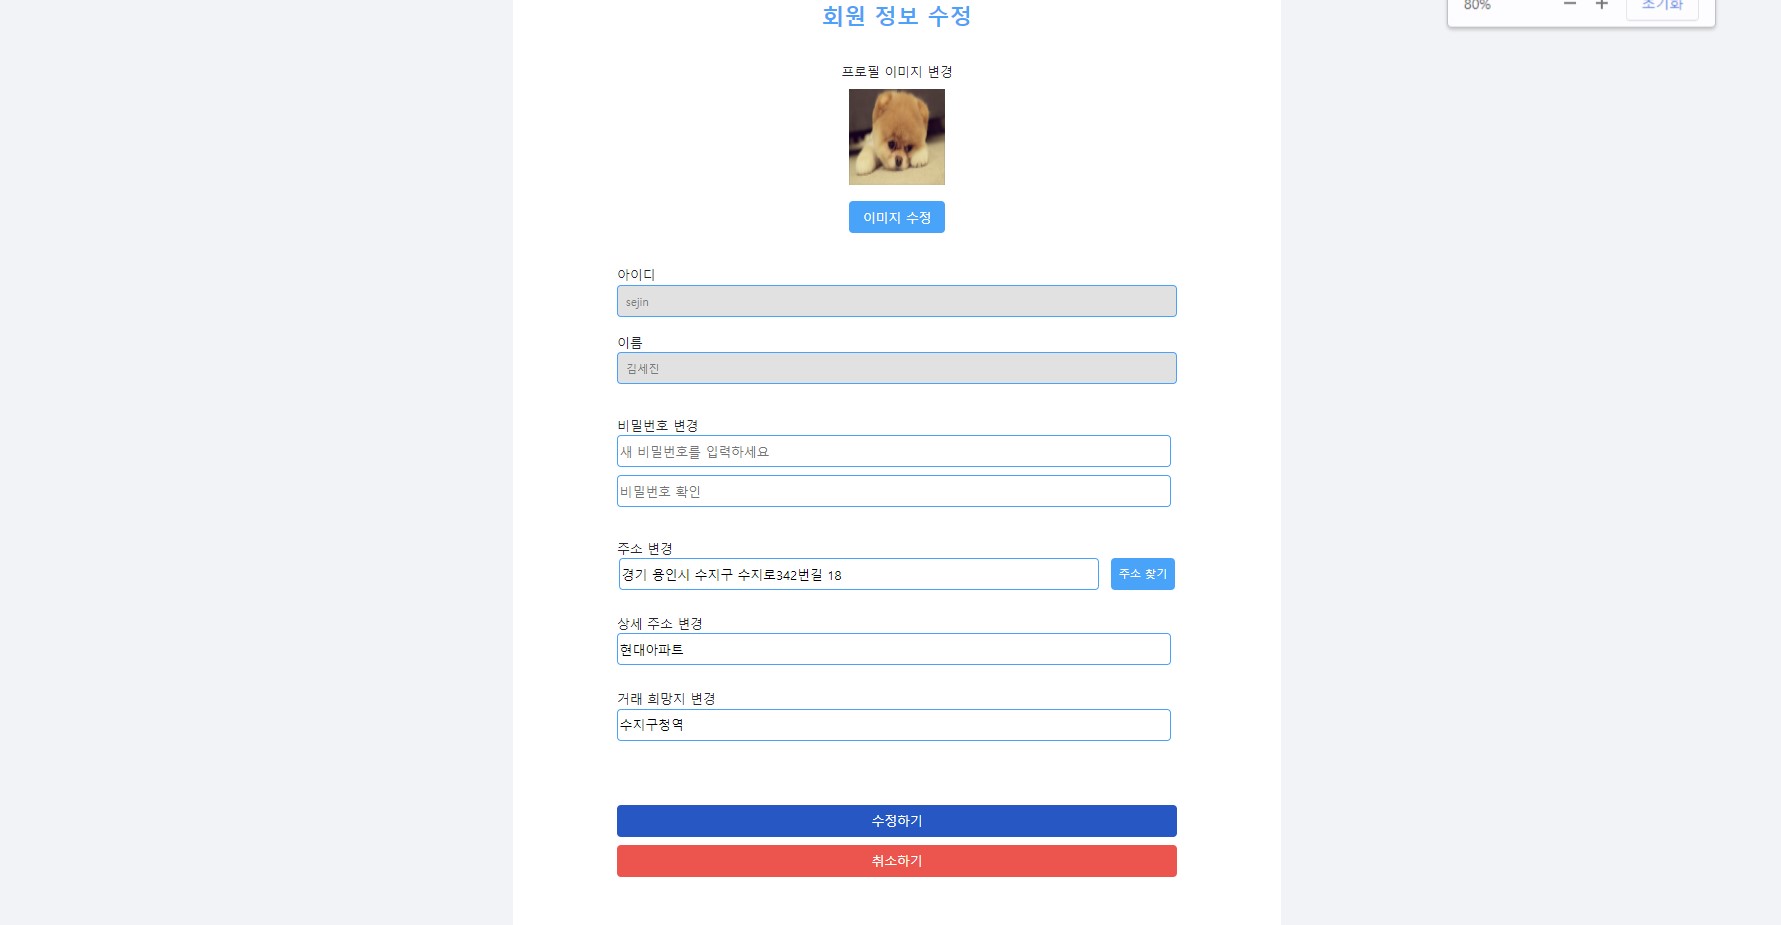 회원 정보 수정
80%
초기화
프로필 이미지 변경
이미지 수정
아이디
sejin
이름
김세진
비밀번호 변경
새 비밀번호를 입력하세요
비밀번호 확인
주소 변경
경기 용인시 수지구 수지로342번길 18
주소 찾기
상세 주소 변경
현대아파트
거래 희망지 변경
수지구청역
수정하기
취소하기